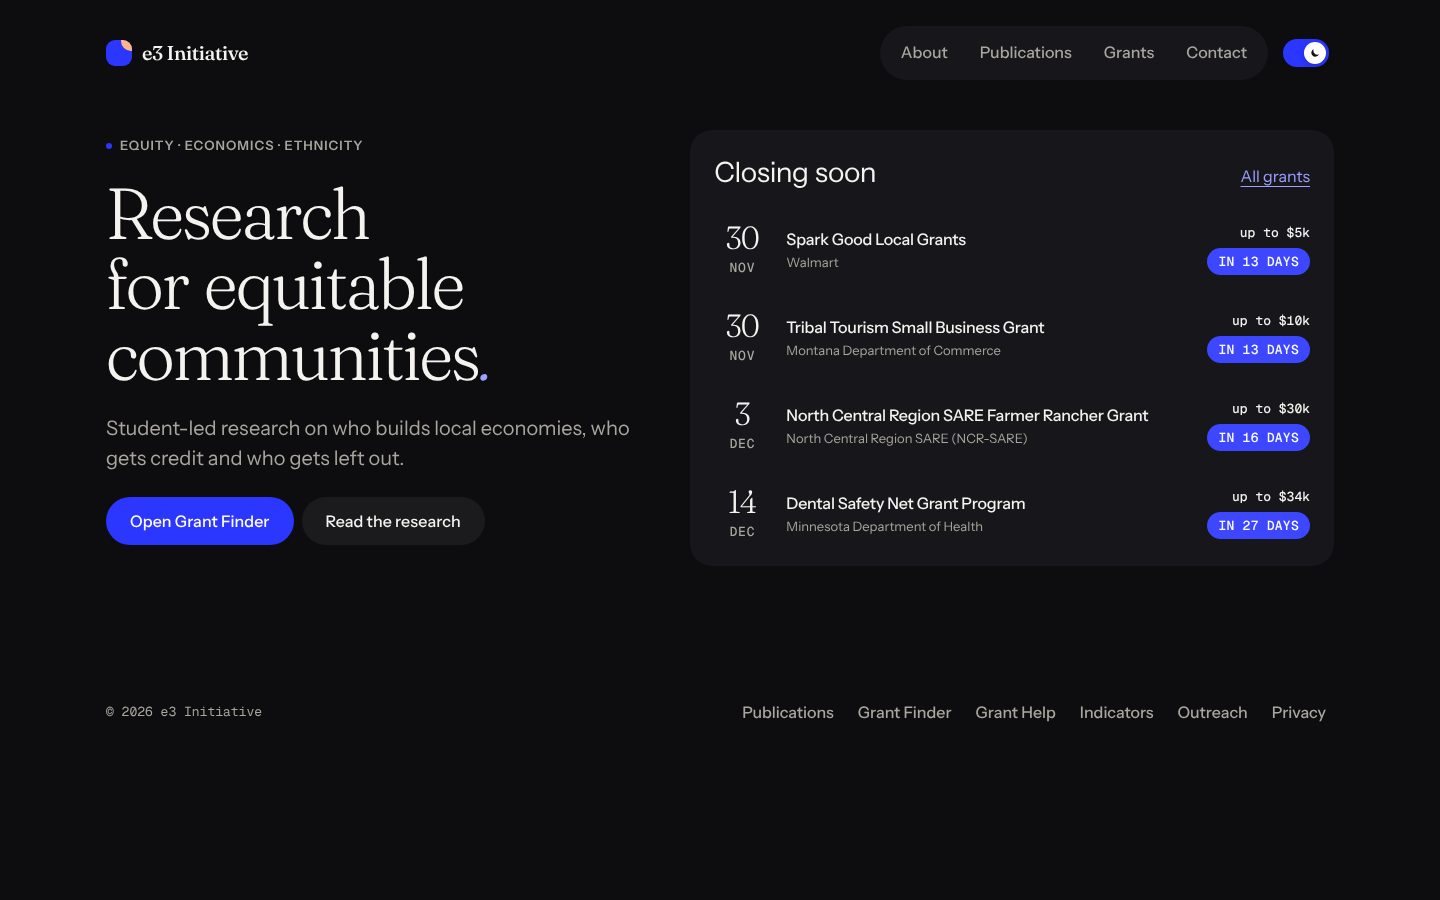 e3 Initiative
About
Publications
Grants
Contact
EQUITY · ECONOMICS · ETHNICITY
Research
for equitable
communities.
Student-led research on who builds local economies, who
gets credit and who gets left out.
Open Grant Finder
Read the research
Closing soon
All grants
30
NOV
Spark Good Local Grants
Walmart
up to $5k
IN 13 DAYS
30
NOV
Tribal Tourism Small Business Grant
Montana Department of Commerce
up to $10k
IN 13 DAYS
3
DEC
North Central Region SARE Farmer Rancher Grant
North Central Region SARE (NCR-SARE)
up to $30k
IN 16 DAYS
14
DEC
Dental Safety Net Grant Program
Minnesota Department of Health
up to $34k
IN 27 DAYS
© 2026 e3 Initiative
Publications
Grant Finder
Grant Help
Indicators
Outreach
Privacy